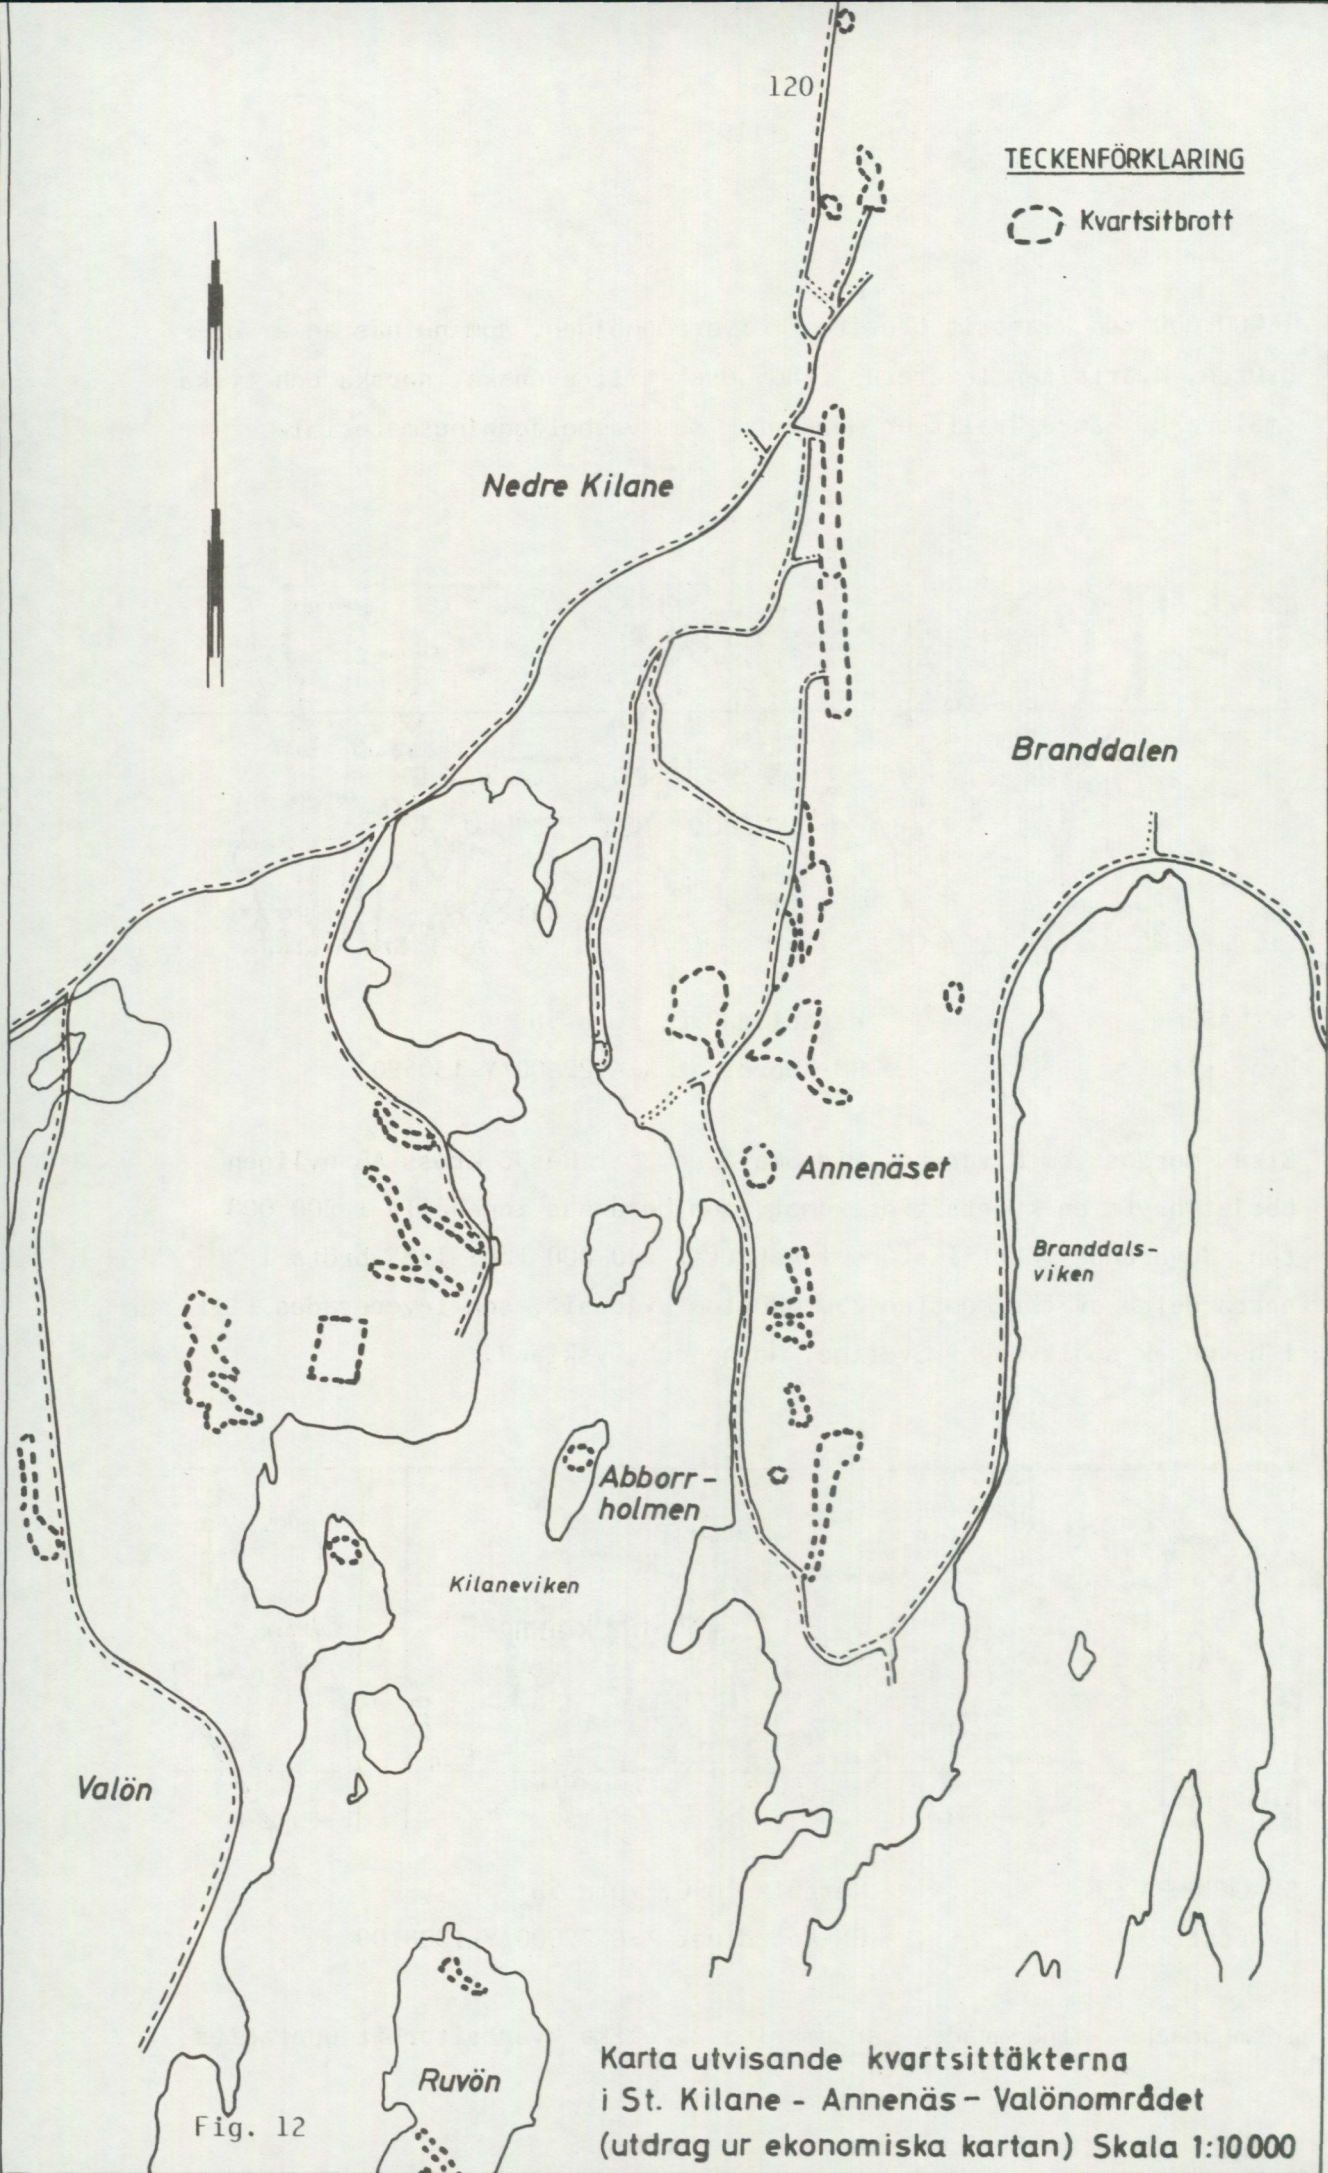 120
TECKENFÖRKLARING
Kvartsitbrott
Nedre Kilane
Branddalen
Annenäset
Branddals-
viken
Abborr-
holmen
Kilaneviken
Valön
Ruvön
Karta utvisande kvartsittäkterna
i St. Kilane - Annenäs - Valönområdet
(utdrag ur ekonomiska kartan) Skala 1:10000
Fig. 12